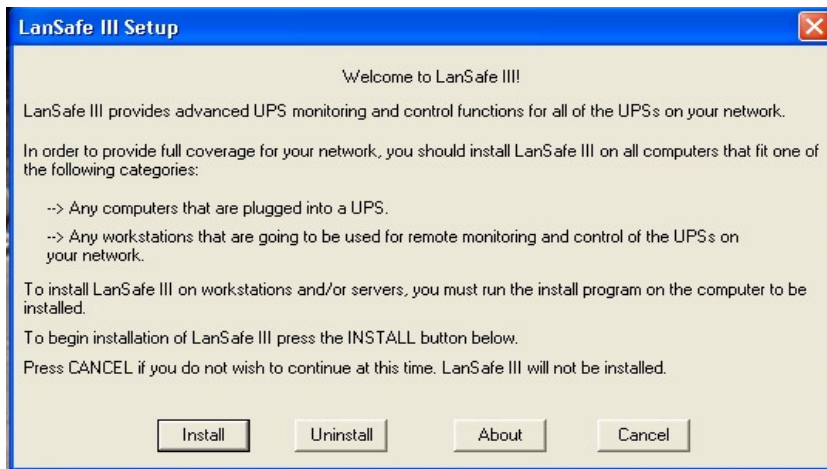 LanSafe III Setup
Welcome to LanSafe III!
LanSafe III provides advanced UPS monitoring and control functions for all of the UPSs on your network.
In order to provide full coverage for your network, you should install LanSafe III on all computers that fit one of
the following categories:
--> Any computers that are plugged into a UPS.
--> Any workstations that are going to be used for remote monitoring and control of the UPSs on
your network.
To install LanSafe III on workstations and/or servers, you must run the install program on the computer to be
installed.
To begin installation of LanSafe III press the INSTALL button below.
Press CANCEL if you do not wish to continue at this time. LanSafe III will not be installed.
Install Uninstall About Cancel